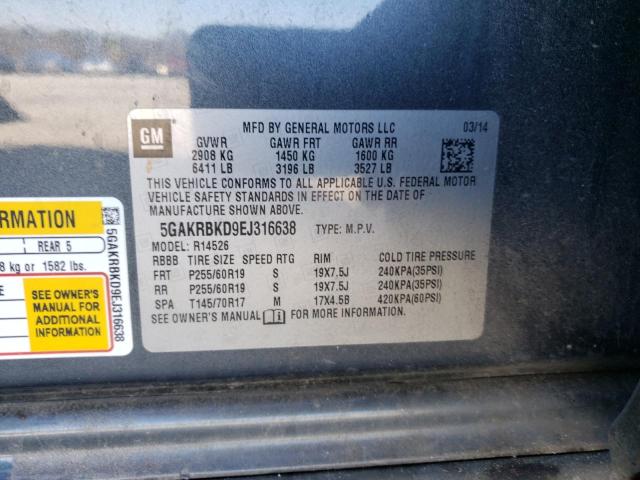 GM
MFD BY GENERAL MOTORS LLC
03/14
GVWR GAWR FRT GAWR RR
2908 KG 1450 KG 1600 KG
6411 LB 3196 LB 3527 LB
THIS VEHICLE CONFORMS TO ALL APPLICABLE U.S. FEDERAL MOTOR
VEHICLE SAFETY STANDARDS IN EFFECT ON THE DATE OF
MANUFACTURE SHOWN ABOVE.
5GAKRBKD9EJ316638 TYPE: M.P.V.
MODEL: R14526
RBBB TIRE SIZE SPEED RTG RIM COLD TIRE PRESSURE
FRT P255/60R19 S 19X7.5J 240KPA(35PSI)
RR P255/60R19 S 19X7.5J 240KPA(35PSI)
SPA T145/70R17 M 17X4.5B 420KPA(60PSI)
SEE OWNER'S MANUAL FOR MORE INFORMATION.
ORMATION
REAR 5
8 kg or 1582 lbs.
SEE OWNER'S
MANUAL FOR
ADDITIONAL
INFORMATION
5GAKRBKD9EJ316638